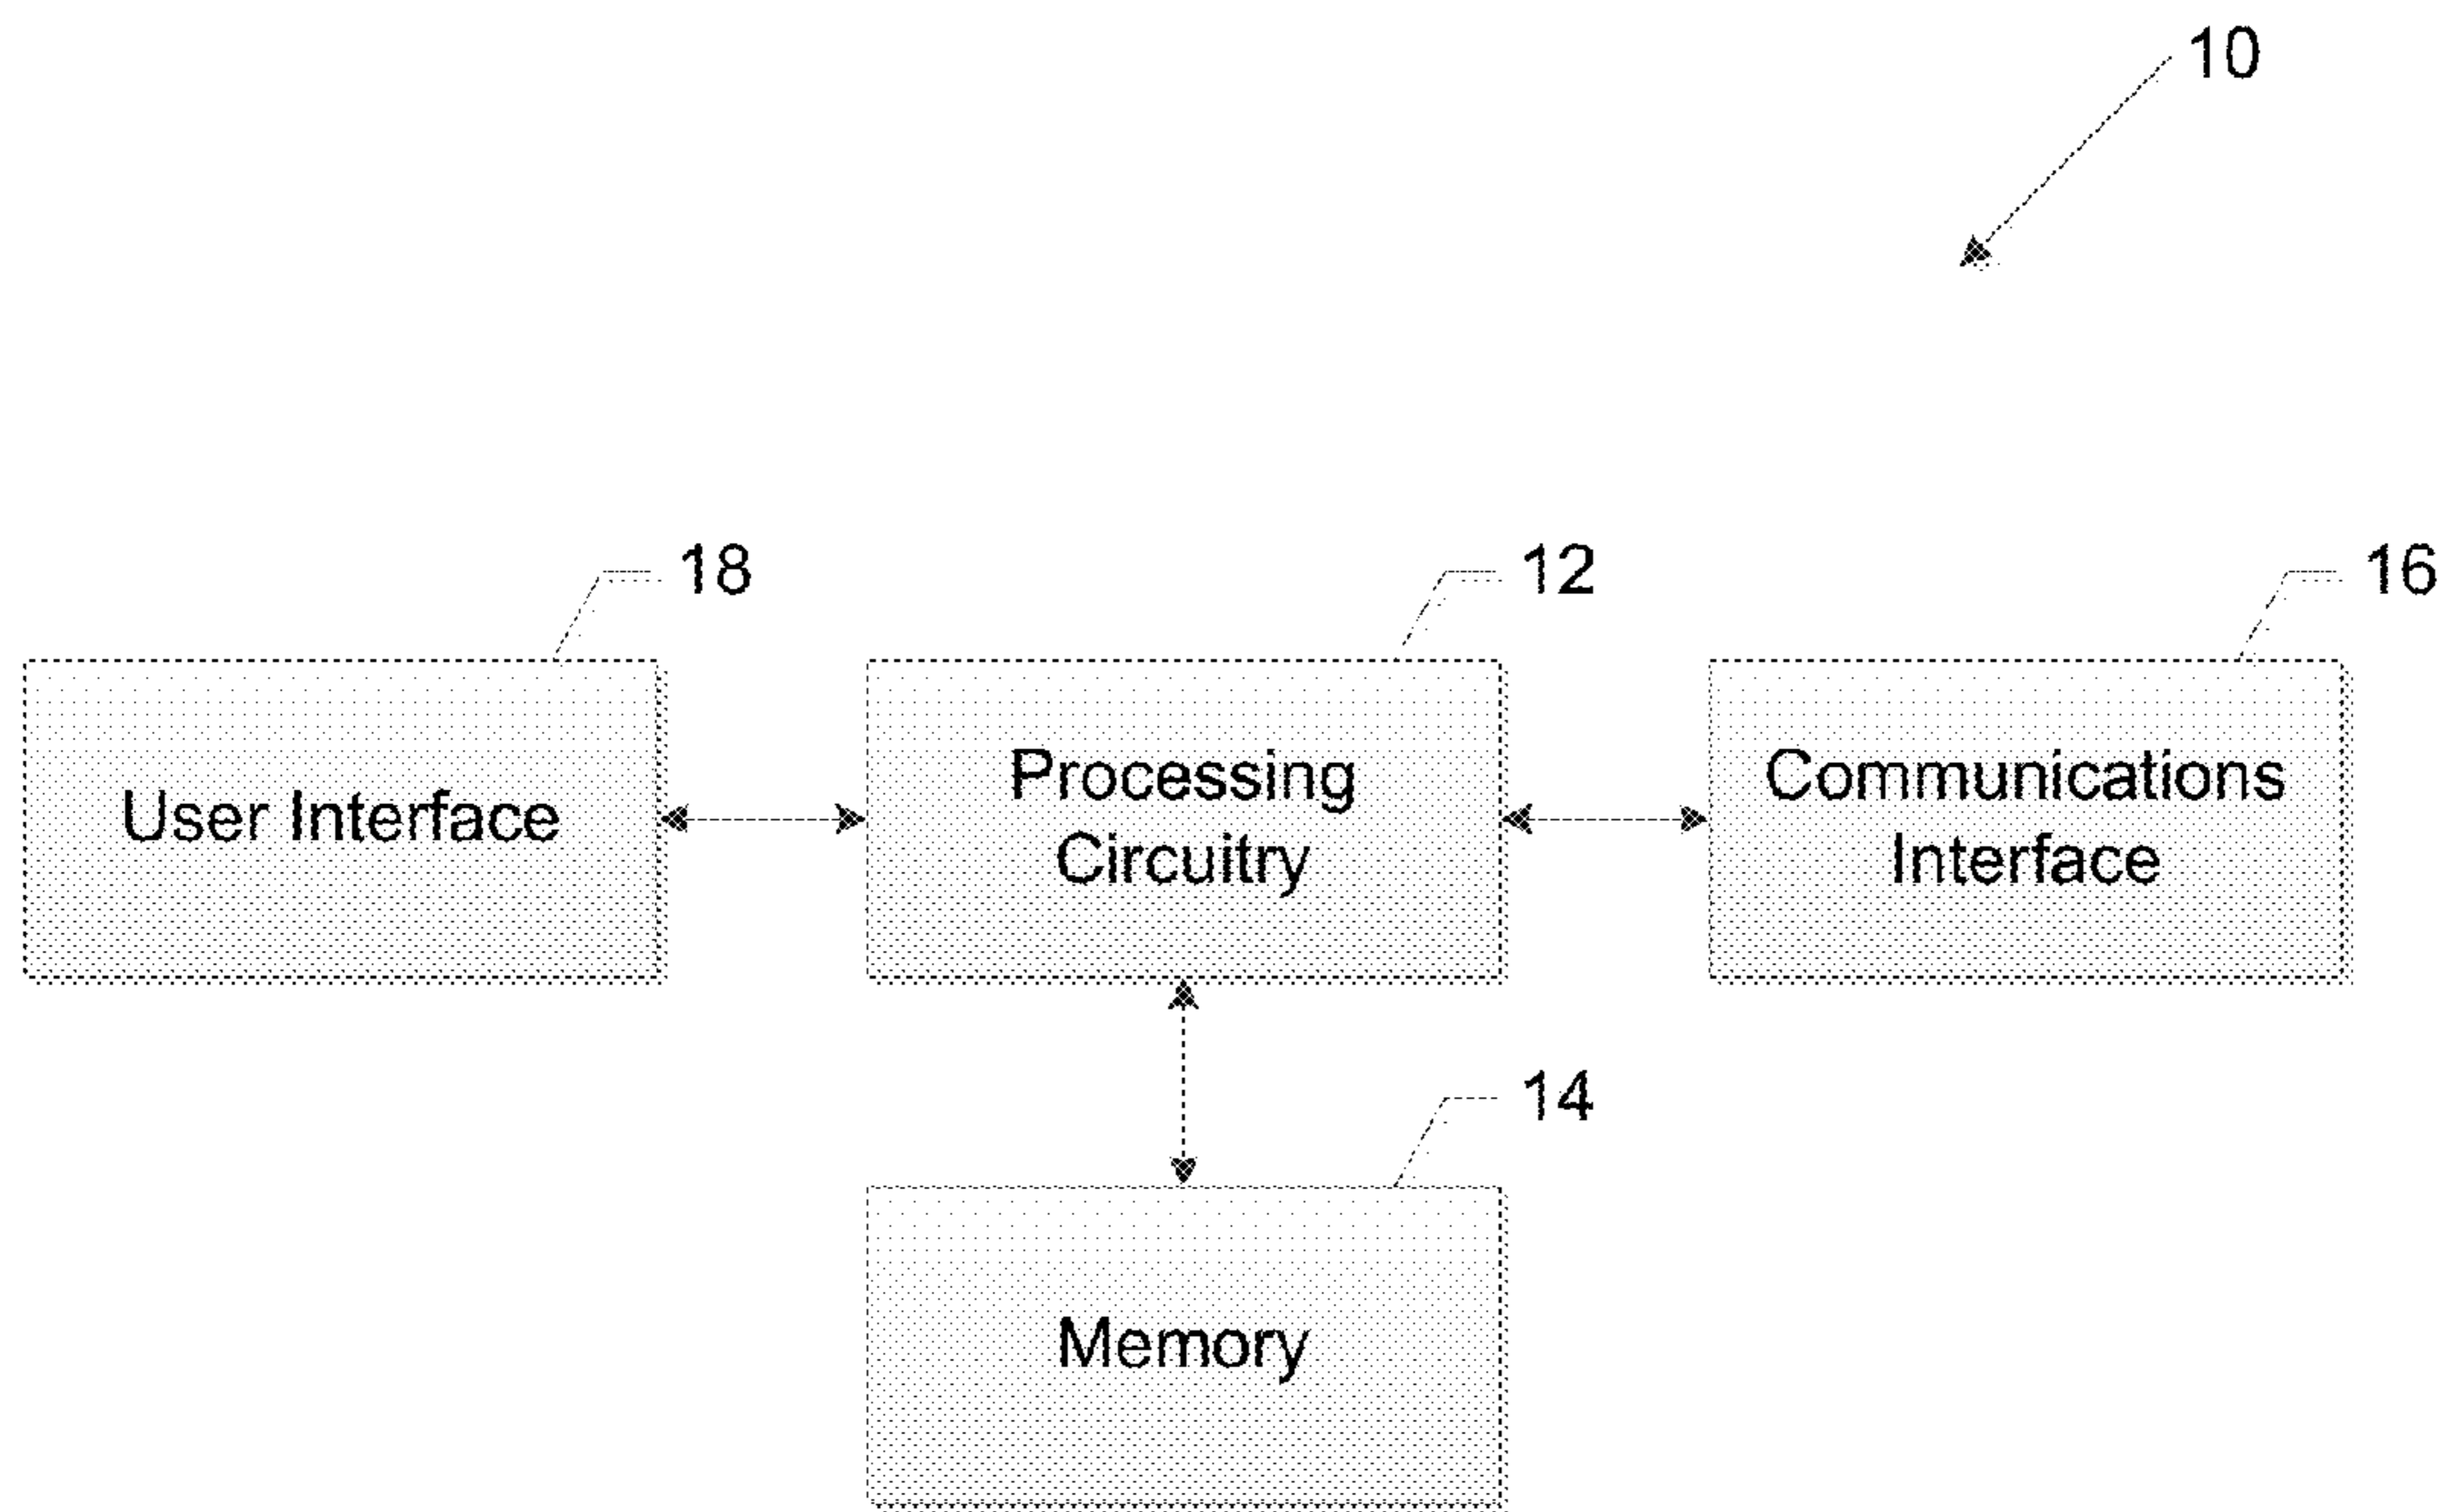 10
18
12
16
User Interface
Processing
Circuitry
Communications
Interface
14
Memory